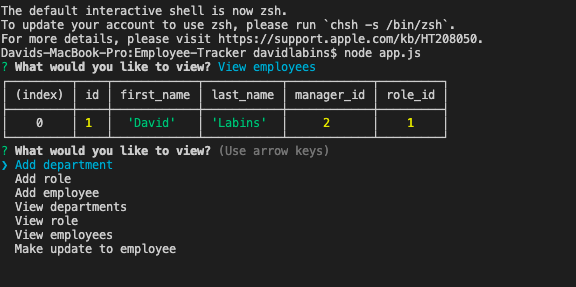 The default interactive shell is now zsh.
To update your account to use zsh, please run `chsh -s /bin/zsh`.
For more details, please visit https://support.apple.com/kb/HT208050.
Davids-MacBook-Pro:Employee-Tracker davidlabins$ node app.js
? What would you like to view? View employees
(index) id first_name last_name manager_id role_id
0 1 'David' 'Labins' 2 1
? What would you like to view? (Use arrow keys)
❯ Add department
Add role
Add employee
View departments
View role
View employees
Make update to employee